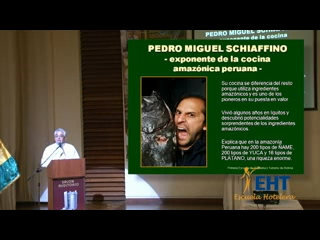 PEDRO MIGUEL SCHIAFFINO
- exponente de la cocina
amazónica peruana -
Su cocina se diferencia del resto
porque utiliza ingredientes
amazónicos y es uno de los
pioneros en su puesta en valor
Vivió algunos años en Iquitos y
descubrió potencialidades
sorprendentes de los ingredientes
amazónicos.
Explica que en la amazonía
Peruana hay 200 tipos de ÑAME,
200 tipos de YUCA y 16 tipos de
PLATANO, una riqueza enorme.
EHT
Escuela Hotelera